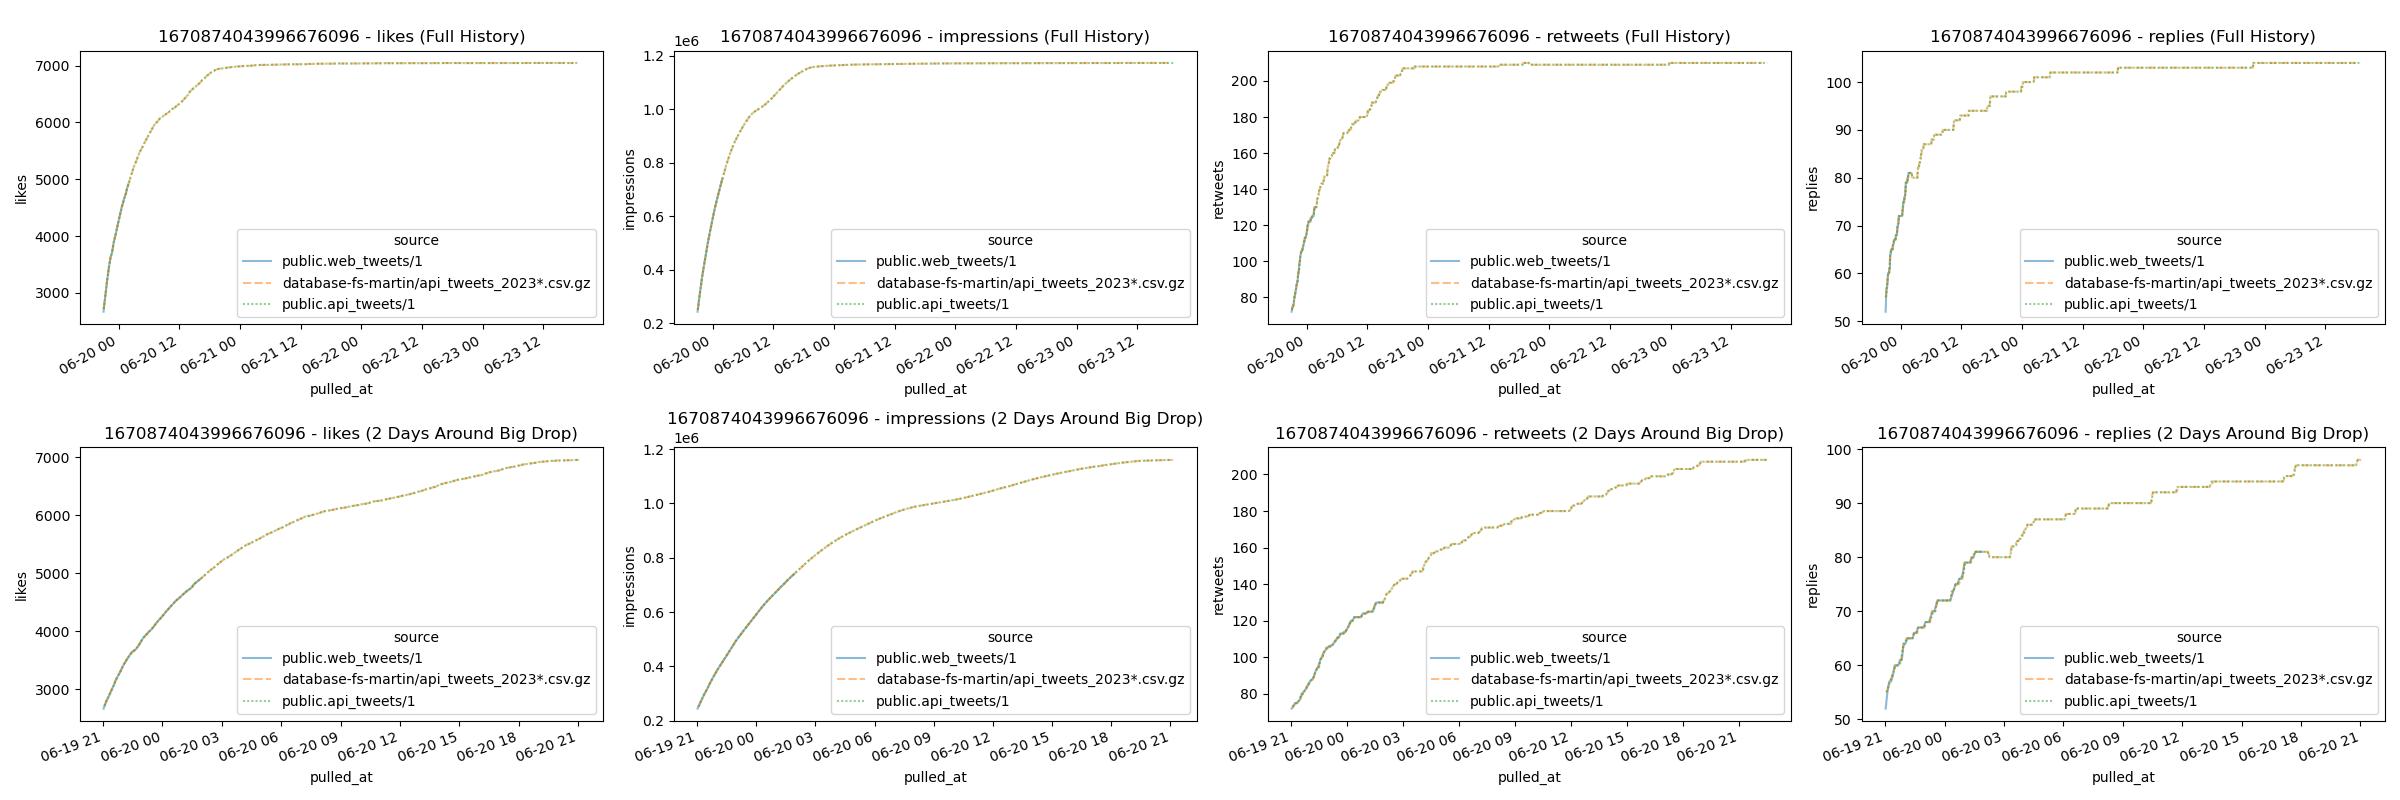 1670874043996676096 - likes (Full History)
7000
6000
5000
4000
3000
likes
source
public.web_tweets/1
database-fs-martin/api_tweets_2023*.csv.gz
public.api_tweets/1
06-20 00
06-20 12
06-21 00
06-21 12
06-22 00
06-22 12
06-23 00
06-23 12
pulled_at
1e6
1670874043996676096 - impressions (Full History)
1.2
1.0
0.8
0.6
0.4
0.2
impressions
source
public.web_tweets/1
database-fs-martin/api_tweets_2023*.csv.gz
public.api_tweets/1
06-20 00
06-20 12
06-21 00
06-21 12
06-22 00
06-22 12
06-23 00
06-23 12
pulled_at
1670874043996676096 - retweets (Full History)
200
180
160
140
120
100
80
retweets
source
public.web_tweets/1
database-fs-martin/api_tweets_2023*.csv.gz
public.api_tweets/1
06-20 00
06-20 12
06-21 00
06-21 12
06-22 00
06-22 12
06-23 00
06-23 12
pulled_at
1670874043996676096 - replies (Full History)
100
90
80
70
60
50
replies
source
public.web_tweets/1
database-fs-martin/api_tweets_2023*.csv.gz
public.api_tweets/1
06-20 00
06-20 12
06-21 00
06-21 12
06-22 00
06-22 12
06-23 00
06-23 12
pulled_at
1670874043996676096 - likes (2 Days Around Big Drop)
7000
6000
5000
4000
3000
likes
source
public.web_tweets/1
database-fs-martin/api_tweets_2023*.csv.gz
public.api_tweets/1
06-19 21
06-20 00
06-20 03
06-20 06
06-20 09
06-20 12
06-20 15
06-20 18
06-20 21
pulled_at
1670874043996676096 - impressions (2 Days Around Big Drop)
1e6
1.2
1.0
0.8
0.6
0.4
0.2
impressions
source
public.web_tweets/1
database-fs-martin/api_tweets_2023*.csv.gz
public.api_tweets/1
06-19 21
06-20 00
06-20 03
06-20 06
06-20 09
06-20 12
06-20 15
06-20 18
06-20 21
pulled_at
1670874043996676096 - retweets (2 Days Around Big Drop)
200
180
160
140
120
100
80
retweets
source
public.web_tweets/1
database-fs-martin/api_tweets_2023*.csv.gz
public.api_tweets/1
06-19 21
06-20 00
06-20 03
06-20 06
06-20 09
06-20 12
06-20 15
06-20 18
06-20 21
pulled_at
1670874043996676096 - replies (2 Days Around Big Drop)
100
90
80
70
60
50
replies
source
public.web_tweets/1
database-fs-martin/api_tweets_2023*.csv.gz
public.api_tweets/1
06-19 21
06-20 00
06-20 03
06-20 06
06-20 09
06-20 12
06-20 15
06-20 18
06-20 21
pulled_at